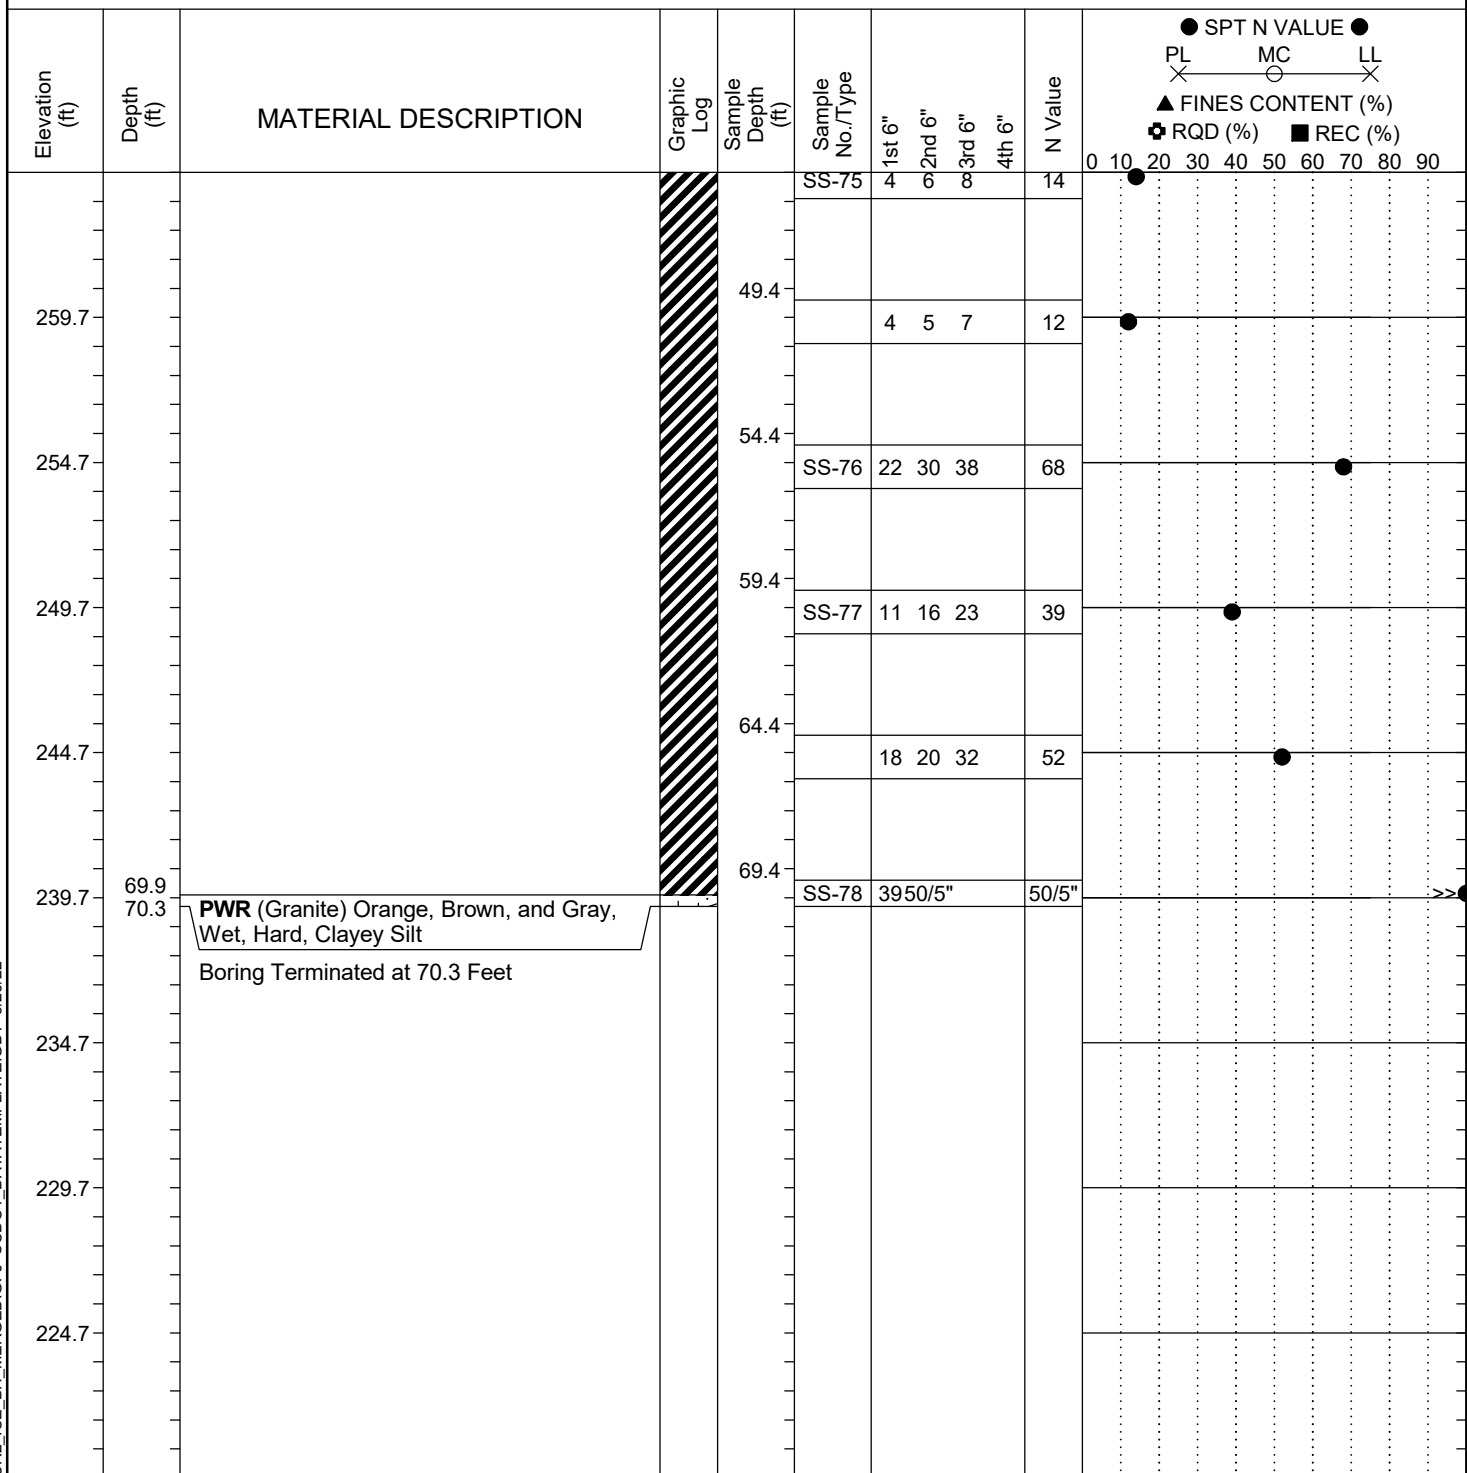 ● SPT N VALUE ●
PL MC LL
▲ FINES CONTENT (%)
RQD (%) ■ REC (%)
Elevation (ft)
Depth (ft)
MATERIAL DESCRIPTION
Graphic Log
Sample Depth (ft)
Sample No./Type
1st 6"
2nd 6"
3rd 6"
4th 6"
N Value
0 10 20 30 40 50 60 70 80 90
SS-75 4 6 8 14
49.4
259.7 4 5 7 12
54.4
254.7 SS-76 22 30 38 68
59.4
249.7 SS-77 11 16 23 39
64.4
244.7 18 20 32 52
69.4
69.9
239.7 SS-78 39 50/5" 50/5" >>
70.3 PWR (Granite) Orange, Brown, and Gray,
Wet, Hard, Clayey Silt
Boring Terminated at 70.3 Feet
234.7
229.7
224.7